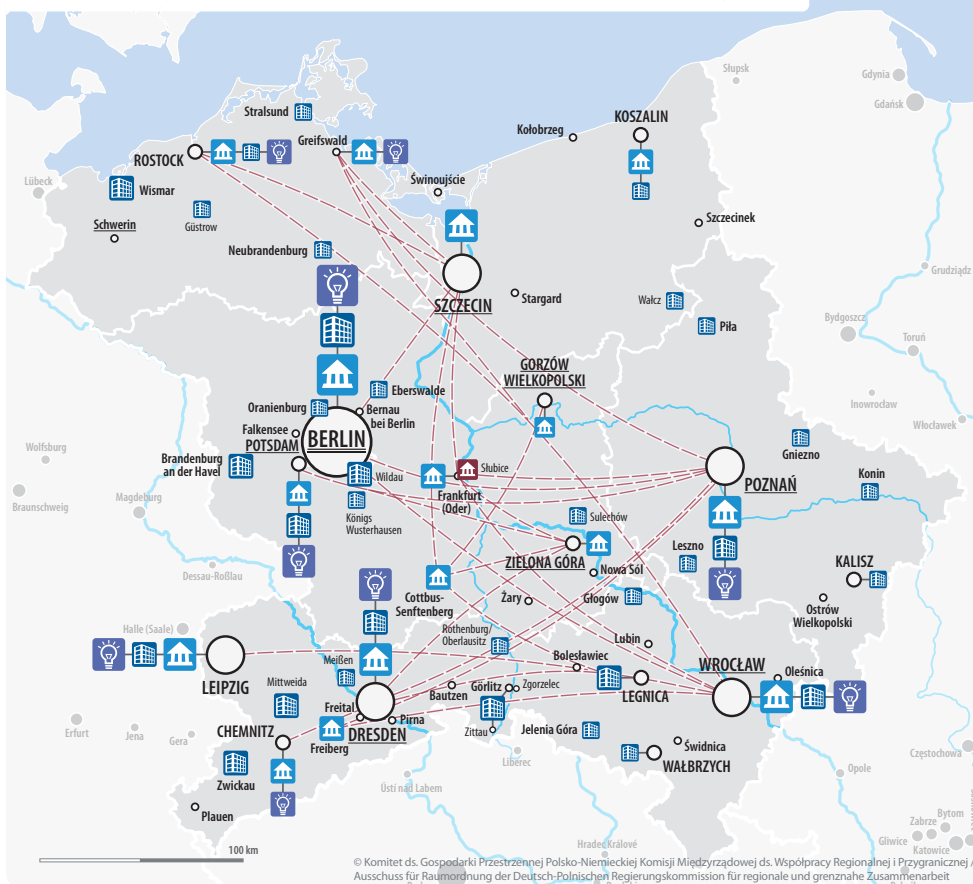 Słupsk
Gdynia
Gdańsk
Stralsund
KOSZALIN
Kołobrzeg
Greifswald
ROSTOCK
Lübeck
Wismar
Świnoujście
Güstrow
Szczecinek
Schwerin
Neubrandenburg
Grudziądz
SZCZECIN
Stargard
Wałcz
Piła
Bydgoszcz
Toruń
GORZÓW
WIELKOPOLSKI
Eberswalde
Inowrocław
Oranienburg
Bernau
bei Berlin
Włocławek
Falkensee
BERLIN
POTSDAM
Wolfsburg
Gniezno
Brandenburg
an der Havel
Wildau
Słubice
POZNAŃ
Konin
Braunschweig
Magdeburg
Frankfurt
(Oder)
Königs
Wusterhausen
Sulechów
Leszno
ZIELONA GÓRA
Nowa Sól
KALISZ
Dessau-Roßlau
Cottbus-
Senftenberg
Żary
Głogów
Ostrów
Wielkopolski
Halle (Saale)
Rothenburg/
Oberlausitz
Lubin
Bolesławiec
WROCŁAW
Oleśnica
LEIPZIG
Meißen
Mittweida
Bautzen
Görlitz
Zgorzelec
LEGNICA
Freital
Pirna
Erfurt
Jena
Gera
CHEMNITZ
Freiberg
DRESDEN
Zittau
Jelenia Góra
Świdnica
WAŁBRZYCH
Częstochowa
Zwickau
Liberec
Opole
Ústí nad Labem
Plauen
Bytom
Zabrze
Gliwice
Katowice
100 km
Hradec Králové
© Komitet ds. Gospodarki Przestrzennej Polsko-Niemieckiej Komisji Międzyrządowej ds. Współpracy Regionalnej i Przygranicznej /
Ausschuss für Raumordnung der Deutsch-Polnischen Regierungskommission für regionale und grenznahe Zusammenarbeit